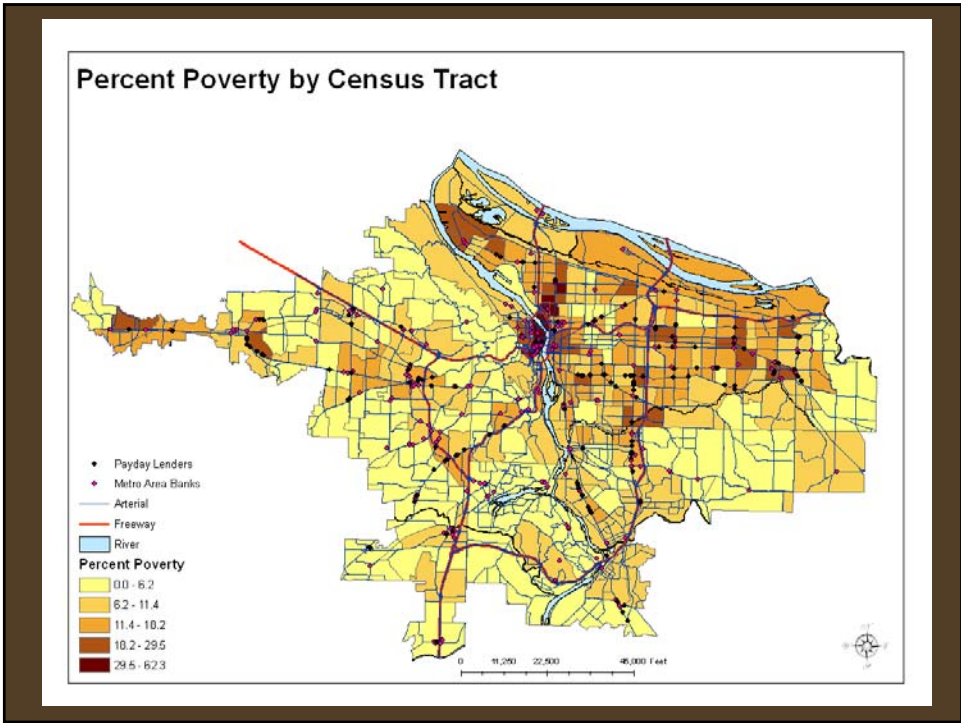 Percent Poverty by Census Tract
Payday Lenders
Metro Area Banks
Arterial
Freeway
River
Percent Poverty
0.0 - 6.2
6.2 - 11.4
11.4 - 18.2
18.2 - 29.5
29.5 - 62.3
0 11,250 22,500 45,000 Feet